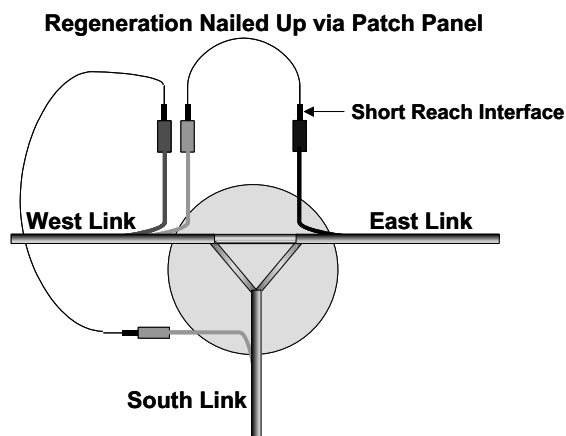 Regeneration Nailed Up via Patch Panel
Short Reach Interface
West Link
East Link
South Link